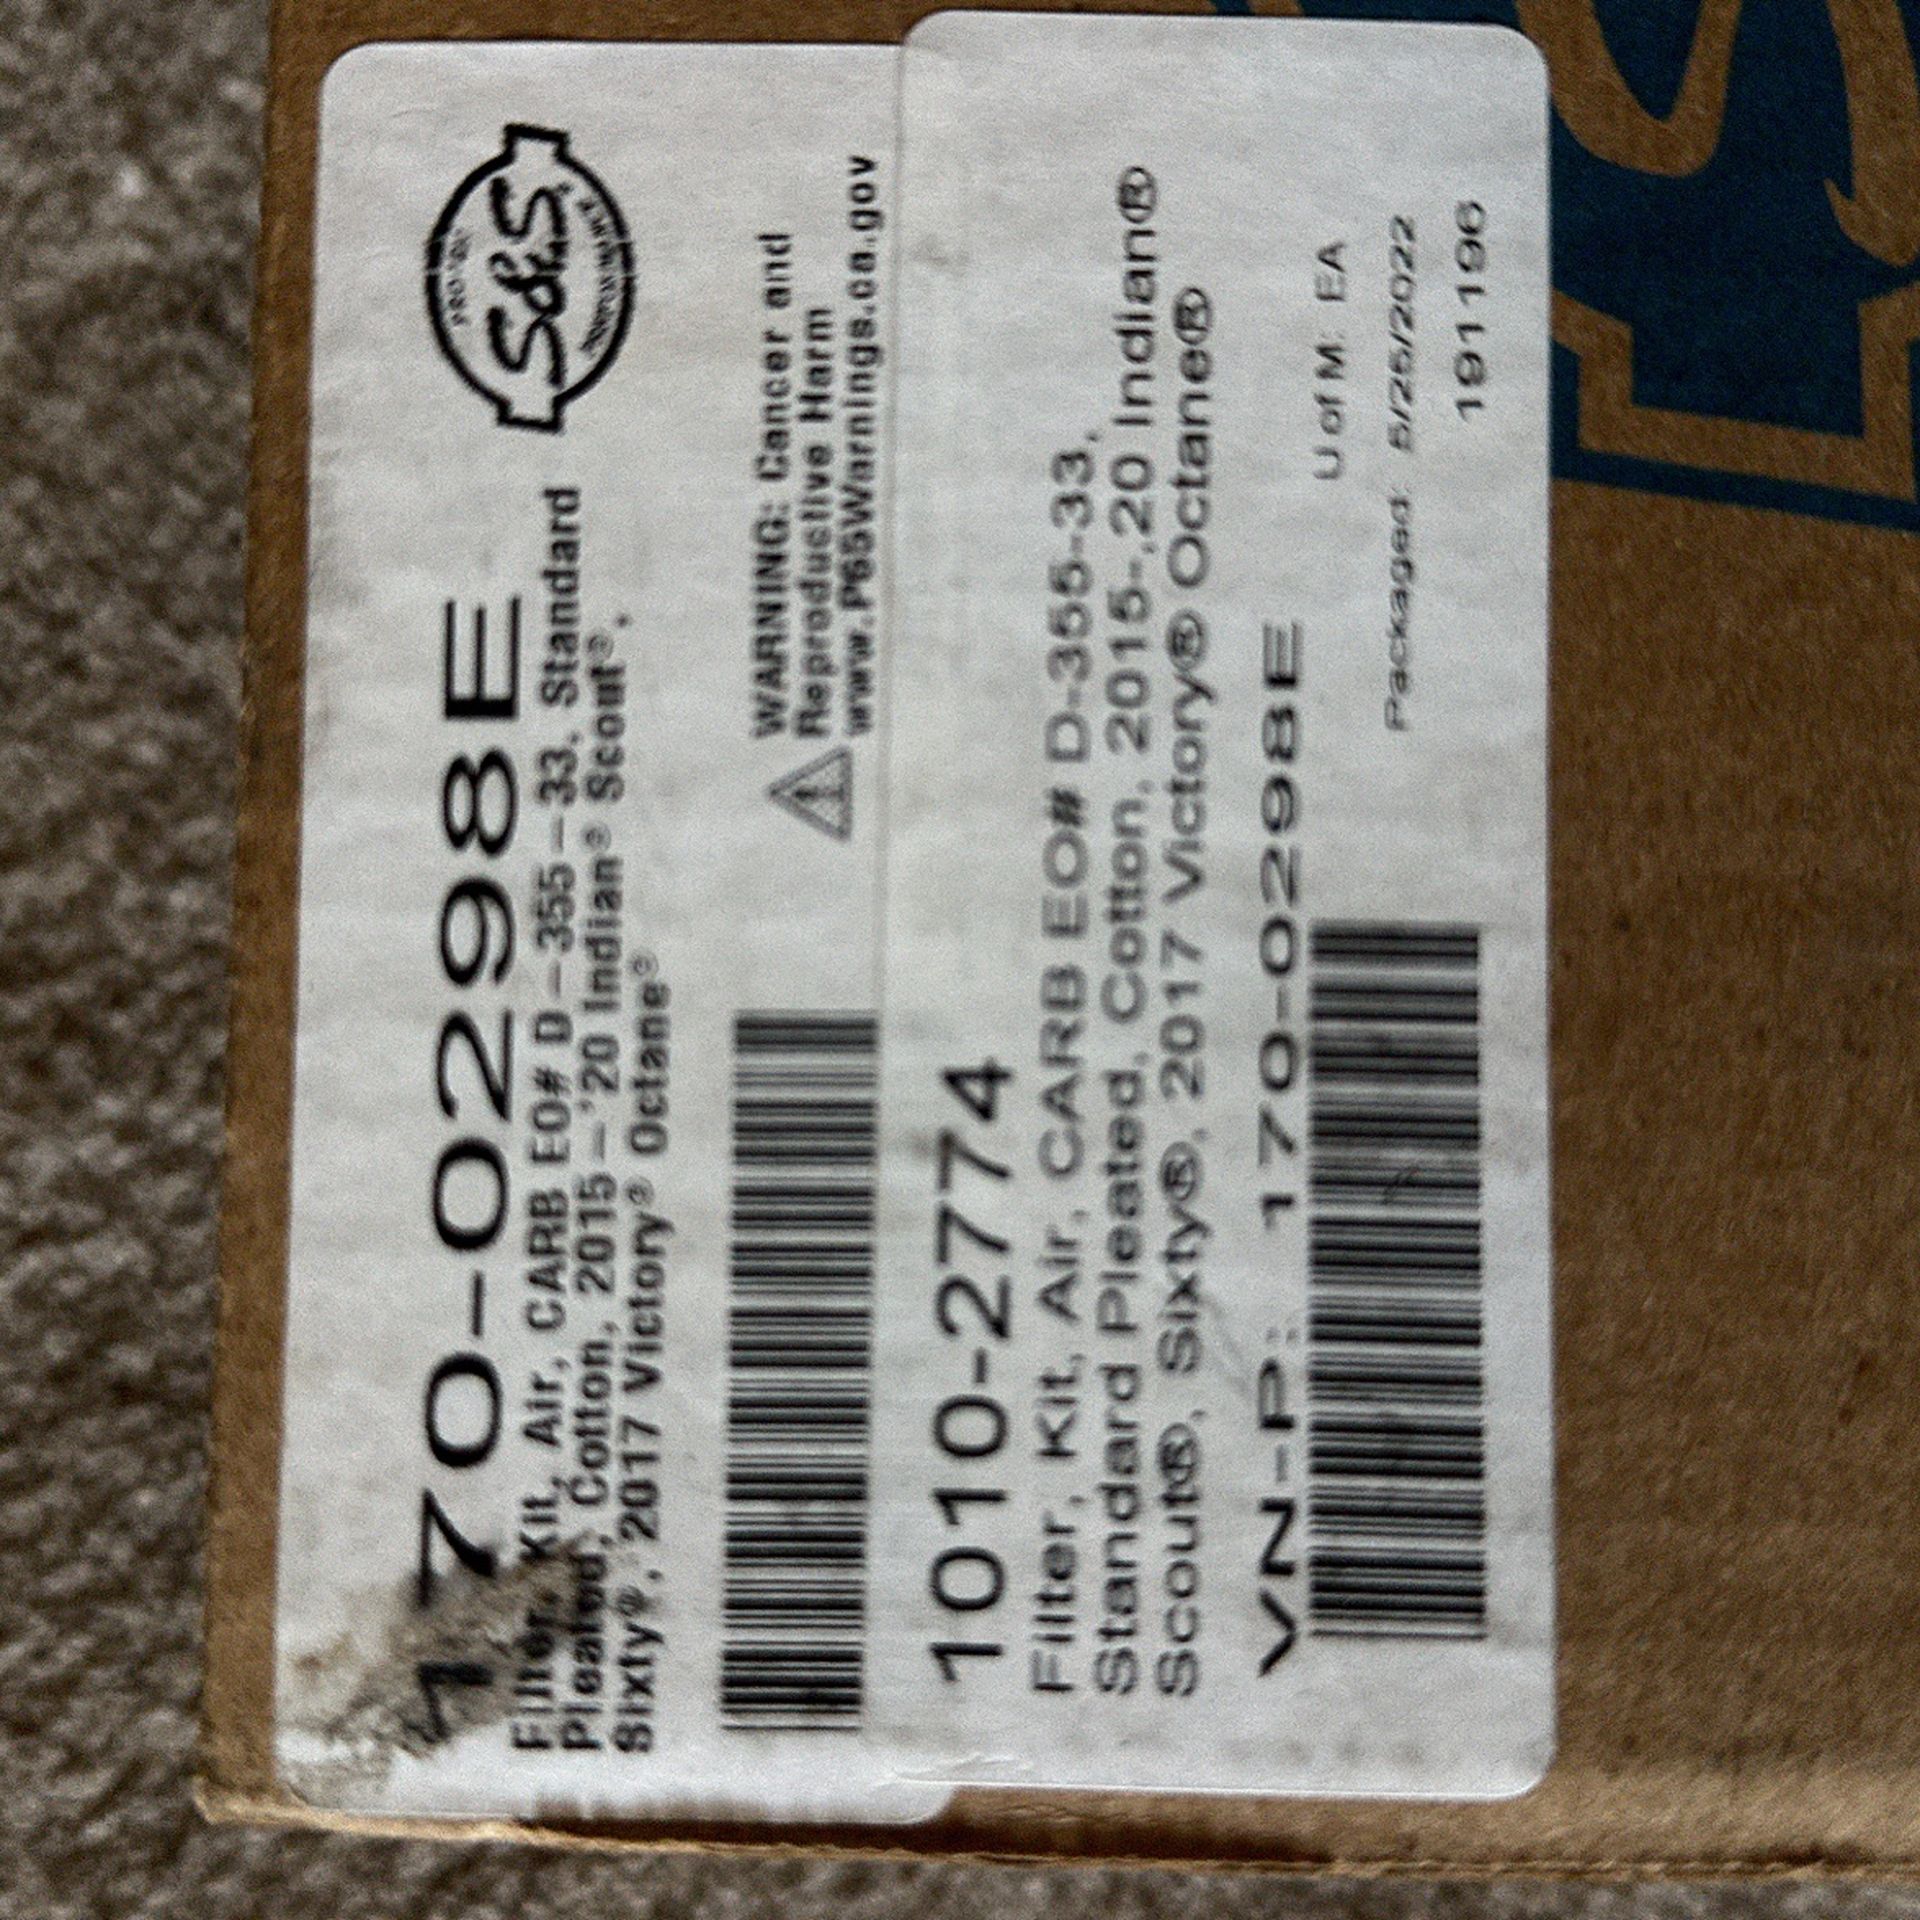 170-0298E
Filter, Kit, Air, CARB EO# D-355-33, Standard
Pleated, Cotton, 2015-'20 Indian® Scout®,
Sixty®, 2017 Victory® Octane®
PROVEN
S&S
PERFORMANCE
WARNING: Cancer and
Reproductive Harm
www.P65Warnings.ca.gov
1010-2774
Filter, Kit, Air, CARB EO# D-355-33,
Standard Pleated, Cotton, 2015-,20 Indian®
Scout®, Sixty®, 2017 Victory® Octane®
VN-P: 170-0298E
U of M: EA
Packaged: 5/25/2022
191196